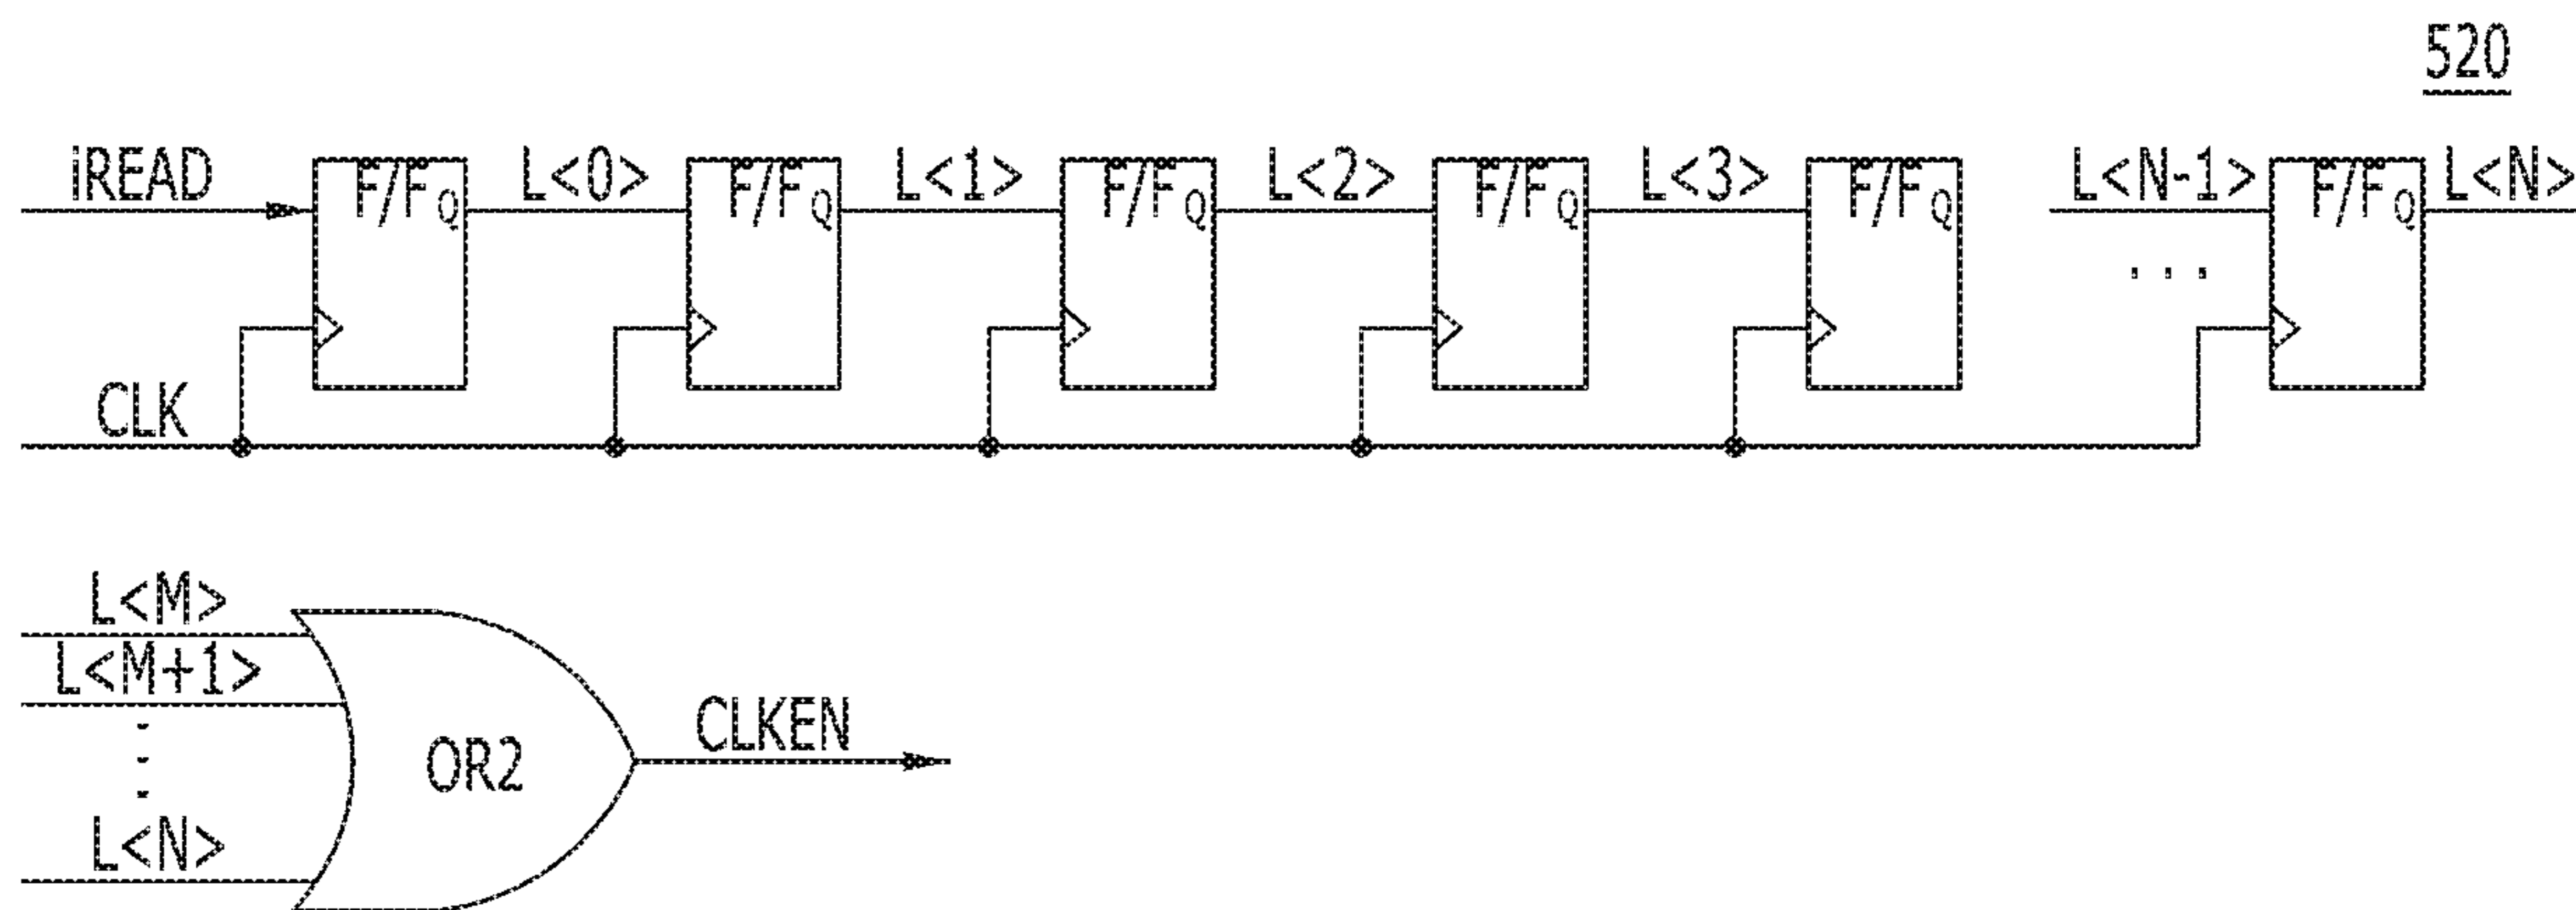 520
iREAD L<0> L<1> L<2> L<3> L<N-1> L<N>
F/F Q F/F Q F/F Q F/F Q F/F Q F/F Q
. . .
CLK
L<M>
L<M+1>
CLKEN
OR2
L<N>